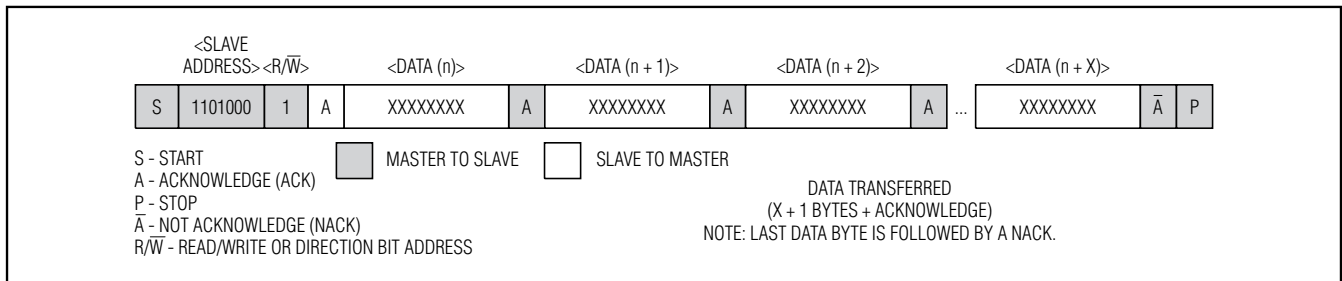 <SLAVE
ADDRESS> <R/W̅> <DATA (n)> <DATA (n + 1)> <DATA (n + 2)> <DATA (n + X)>
S 1101000 1 A XXXXXXXX A XXXXXXXX A XXXXXXXX A ... XXXXXXXX A̅ P
S - START
A - ACKNOWLEDGE (ACK)
P - STOP
A̅ - NOT ACKNOWLEDGE (NACK)
R/W̅ - READ/WRITE OR DIRECTION BIT ADDRESS
MASTER TO SLAVE SLAVE TO MASTER
DATA TRANSFERRED
(X + 1 BYTES + ACKNOWLEDGE)
NOTE: LAST DATA BYTE IS FOLLOWED BY A NACK.